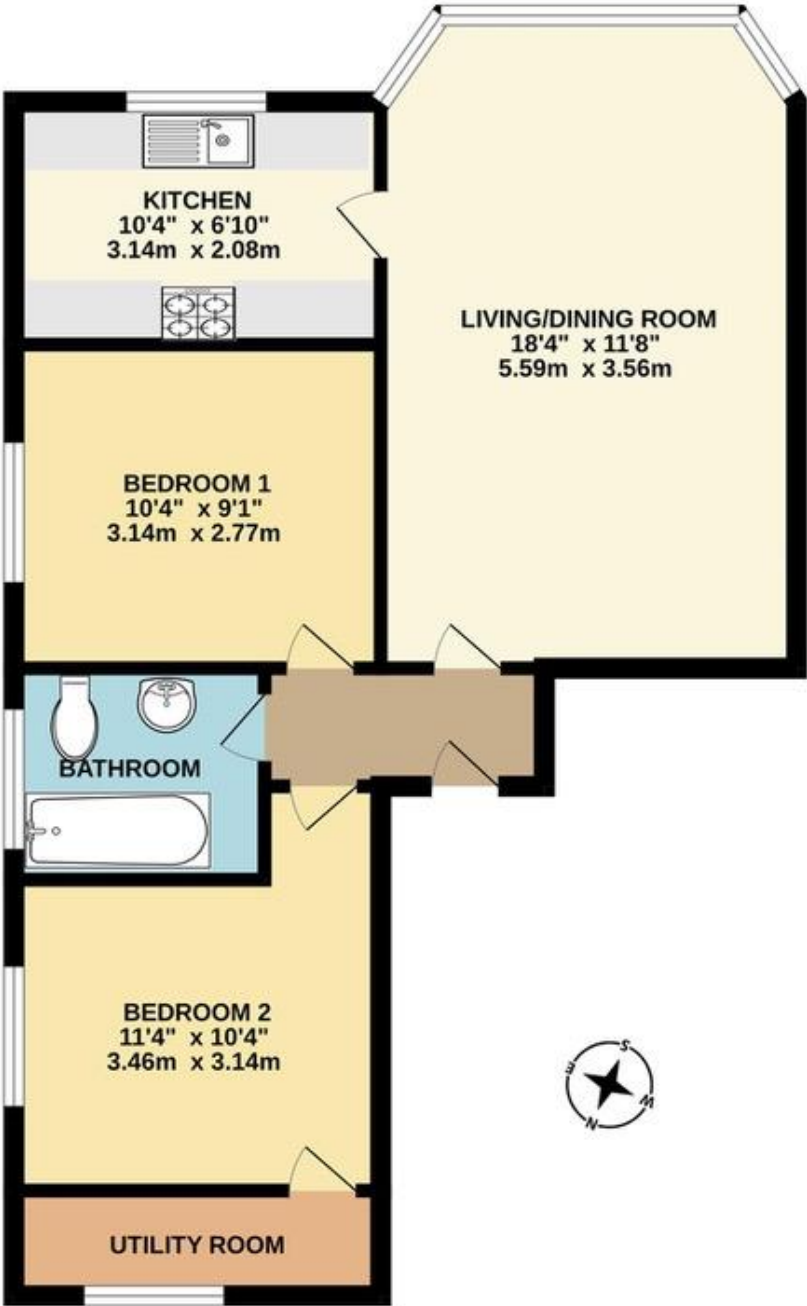 KITCHEN
10'4" x 6'10"
3.14m x 2.08m
LIVING/DINING ROOM
18'4" x 11'8"
5.59m x 3.56m
BEDROOM 1
10'4" x 9'1"
3.14m x 2.77m
BATHROOM
BEDROOM 2
11'4" x 10'4"
3.46m x 3.14m
S
E
W
N
UTILITY ROOM